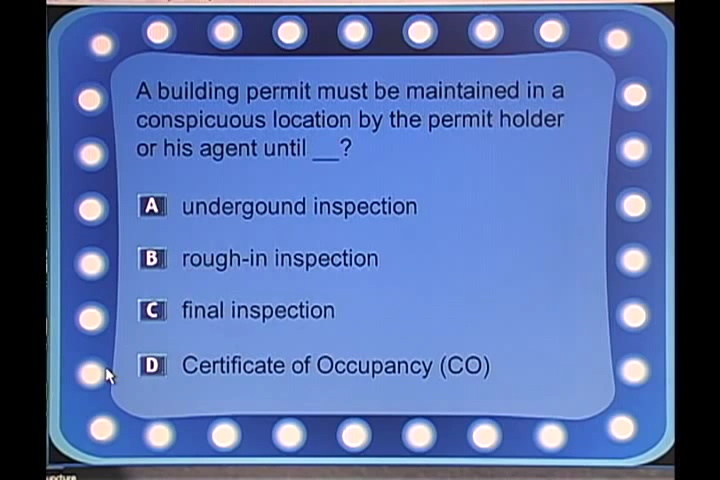 A building permit must be maintained in a
conspicuous location by the permit holder
or his agent until __?
A undergound inspection
B rough-in inspection
C final inspection
D Certificate of Occupancy (CO)